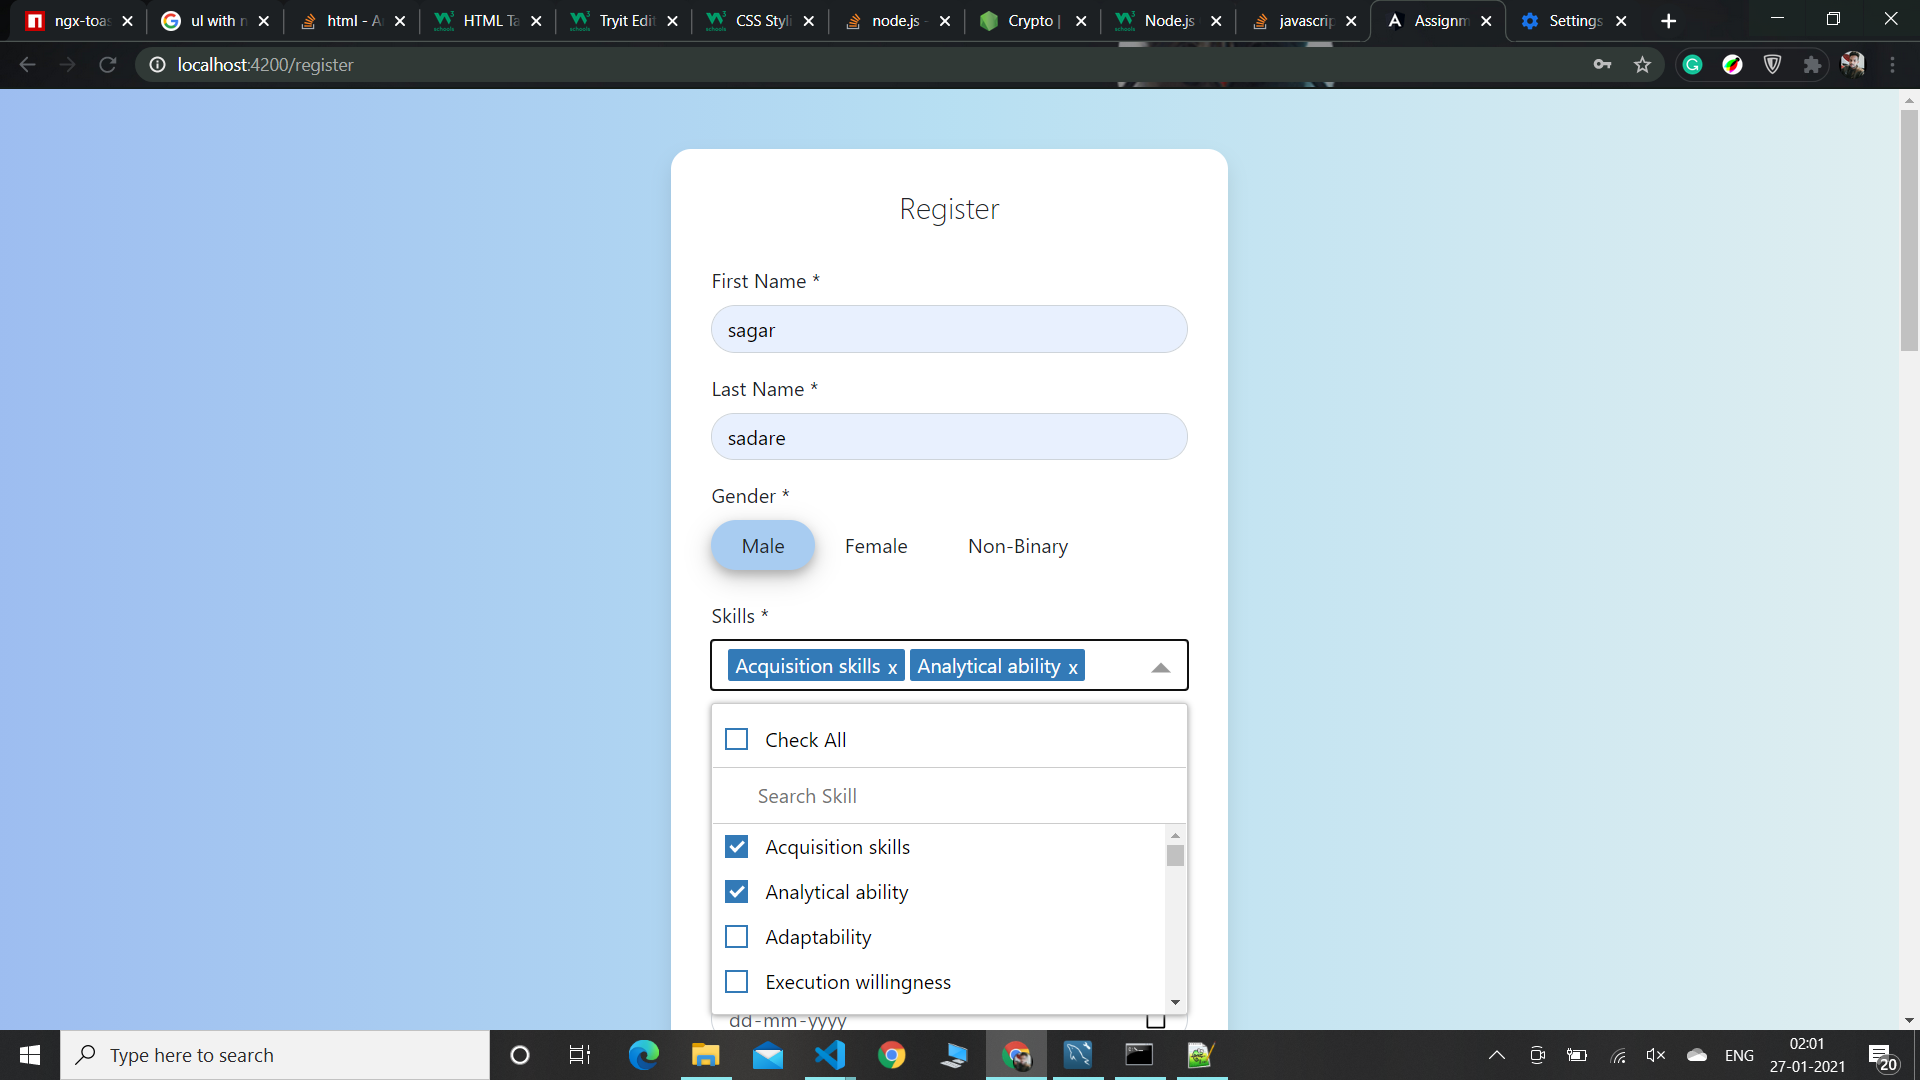 ngx-toas
ul with n
html - A
HTML Ta
Tryit Edit
CSS Styli
node.js -
Crypto |
Node.js
javascrip
Assignm
Settings
localhost:4200/register
Register
First Name *
sagar
Last Name *
sadare
Gender *
Male Female Non-Binary
Skills *
Acquisition skills x Analytical ability x
Check All
Search Skill
Acquisition skills
Analytical ability
Adaptability
Execution willingness
dd-mm-yyyy
Type here to search
ENG
02:01
27-01-2021
20